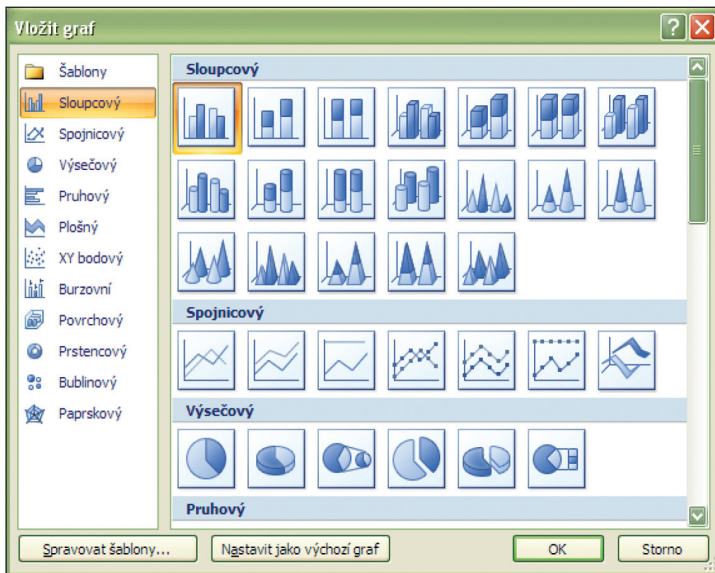 Vložit graf
Šablony
Sloupcový
Spojnicový
Výsečový
Pruhový
Plošný
XY bodový
Burzovní
Povrchový
Prstencový
Bublinový
Paprskový
Sloupcový
Spojnicový
Výsečový
Pruhový
Spravovat šablony...
Nastavit jako výchozí graf
OK
Storno